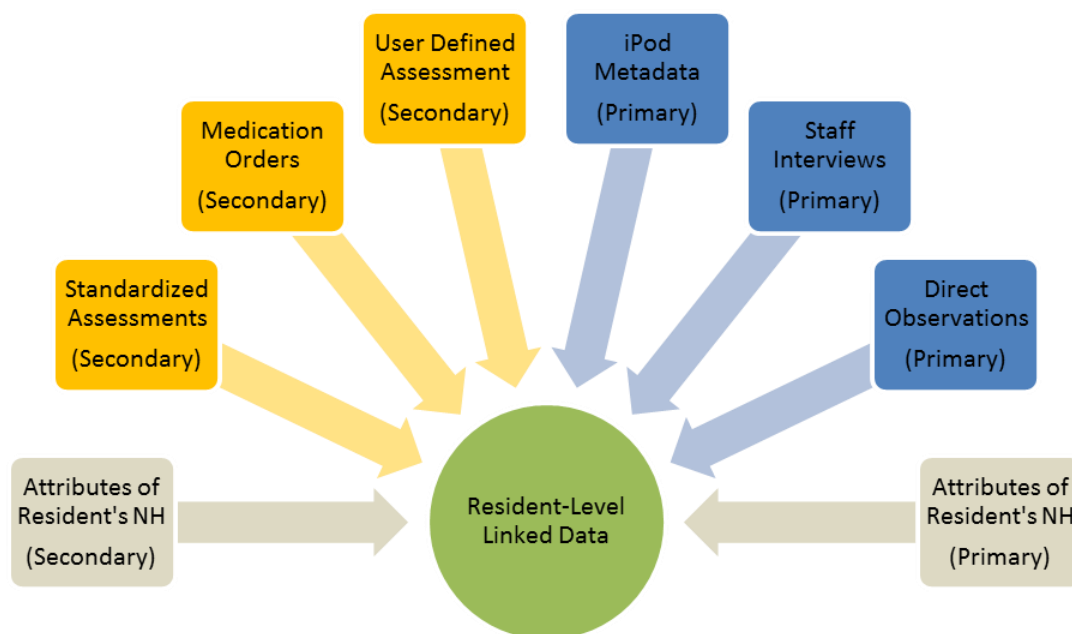 User Defined
Assessment
(Secondary)
iPod
Metadata
(Primary)
Medication
Orders
(Secondary)
Staff
Interviews
(Primary)
Standardized
Assessments
(Secondary)
Direct
Observations
(Primary)
Attributes of
Resident's NH
(Secondary)
Resident-Level
Linked Data
Attributes of
Resident's NH
(Primary)